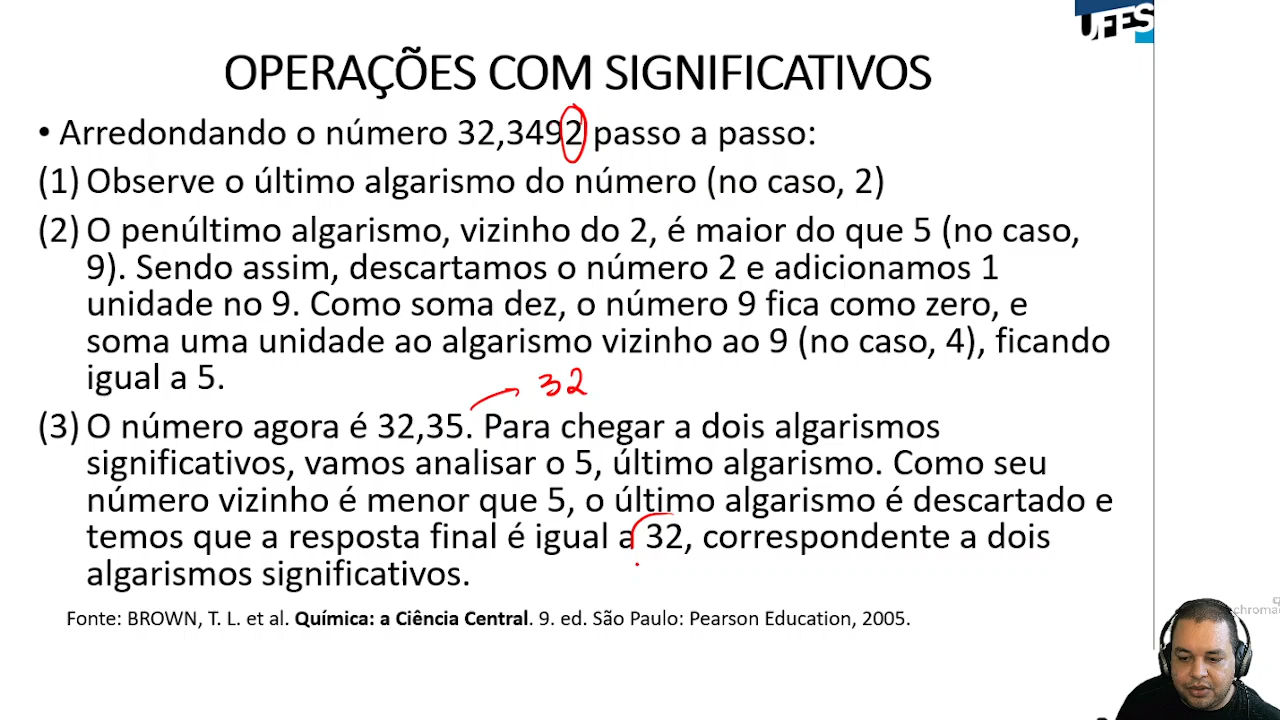 UFES
OPERAÇÕES COM SIGNIFICATIVOS
• Arredondando o número 32,3492 passo a passo:
(1) Observe o último algarismo do número (no caso, 2)
(2) O penúltimo algarismo, vizinho do 2, é maior do que 5 (no caso,
9). Sendo assim, descartamos o número 2 e adicionamos 1
unidade no 9. Como soma dez, o número 9 fica como zero, e
soma uma unidade ao algarismo vizinho ao 9 (no caso, 4), ficando
igual a 5.
32
(3) O número agora é 32,35. Para chegar a dois algarismos
significativos, vamos analisar o 5, último algarismo. Como seu
número vizinho é menor que 5, o último algarismo é descartado e
temos que a resposta final é igual a 32, correspondente a dois
algarismos significativos.
Fonte: BROWN, T. L. et al. Química: a Ciência Central. 9. ed. São Paulo: Pearson Education, 2005.